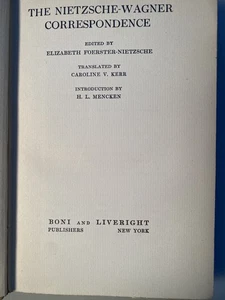 THE NIETZSCHE-WAGNER
CORRESPONDENCE
EDITED BY
ELIZABETH FOERSTER-NIETZSCHE
TRANSLATED BY
CAROLINE V. KERR
INTRODUCTION BY
H. L. MENCKEN
BONI AND LIVERIGHT
PUBLISHERS NEW YORK